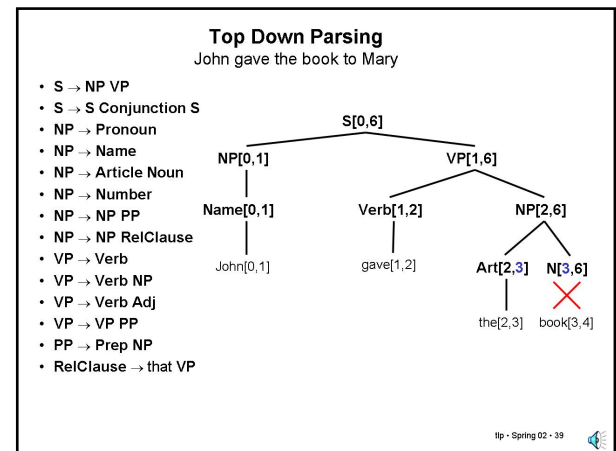 Top Down Parsing
John gave the book to Mary
• S → NP VP
• S → S Conjunction S
• NP → Pronoun
• NP → Name
• NP → Article Noun
• NP → Number
• NP → NP PP
• NP → NP RelClause
• VP → Verb
• VP → Verb NP
• VP → Verb Adj
• VP → VP PP
• PP → Prep NP
• RelClause → that VP
S[0,6]
NP[0,1] VP[1,6]
Name[0,1] Verb[1,2] NP[2,6]
John[0,1] gave[1,2] Art[2,3] N[3,6]
the[2,3] book[3,4]
tlp • Spring 02 • 39